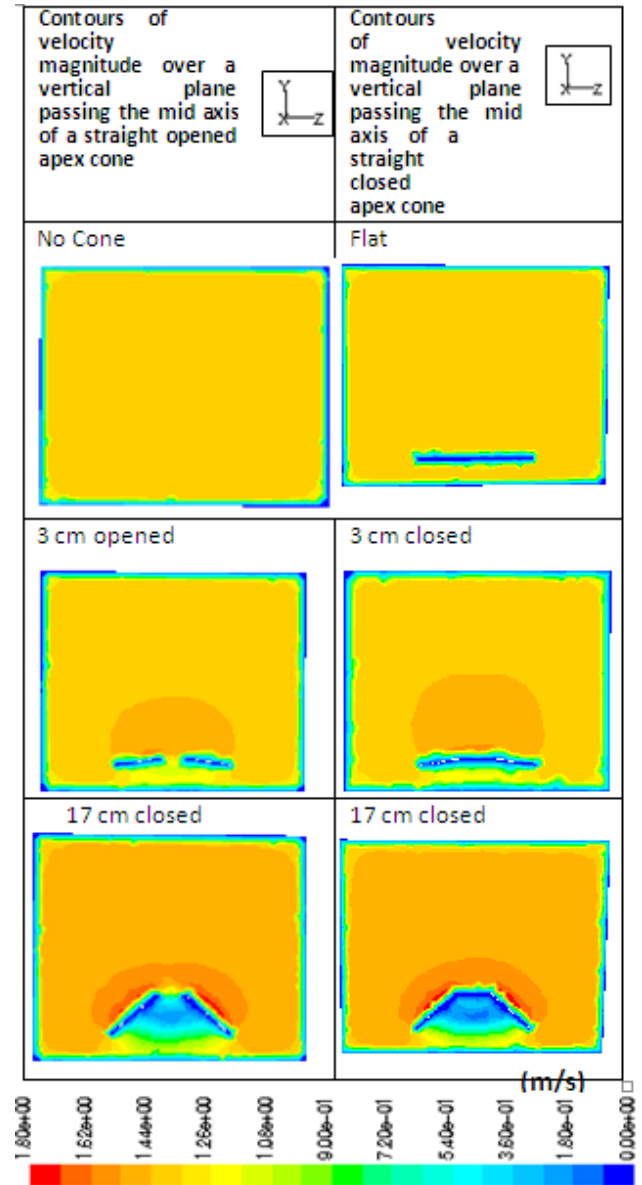 Contours of
velocity
magnitude over a
vertical plane
passing the mid axis
of a straight opened
apex cone
Y
X
Z
Contours
of velocity
magnitude over a
vertical plane
passing the mid
axis of a
straight
closed
apex cone
Y
X
Z
No Cone
Flat
3 cm opened
3 cm closed
17 cm closed
17 cm closed
(m/s)
1.80e+00
1.62e+00
1.44e+00
1.26e+00
1.08e+00
9.00e-01
7.20e-01
5.40e-01
3.60e-01
1.80e-01
0.00e+00